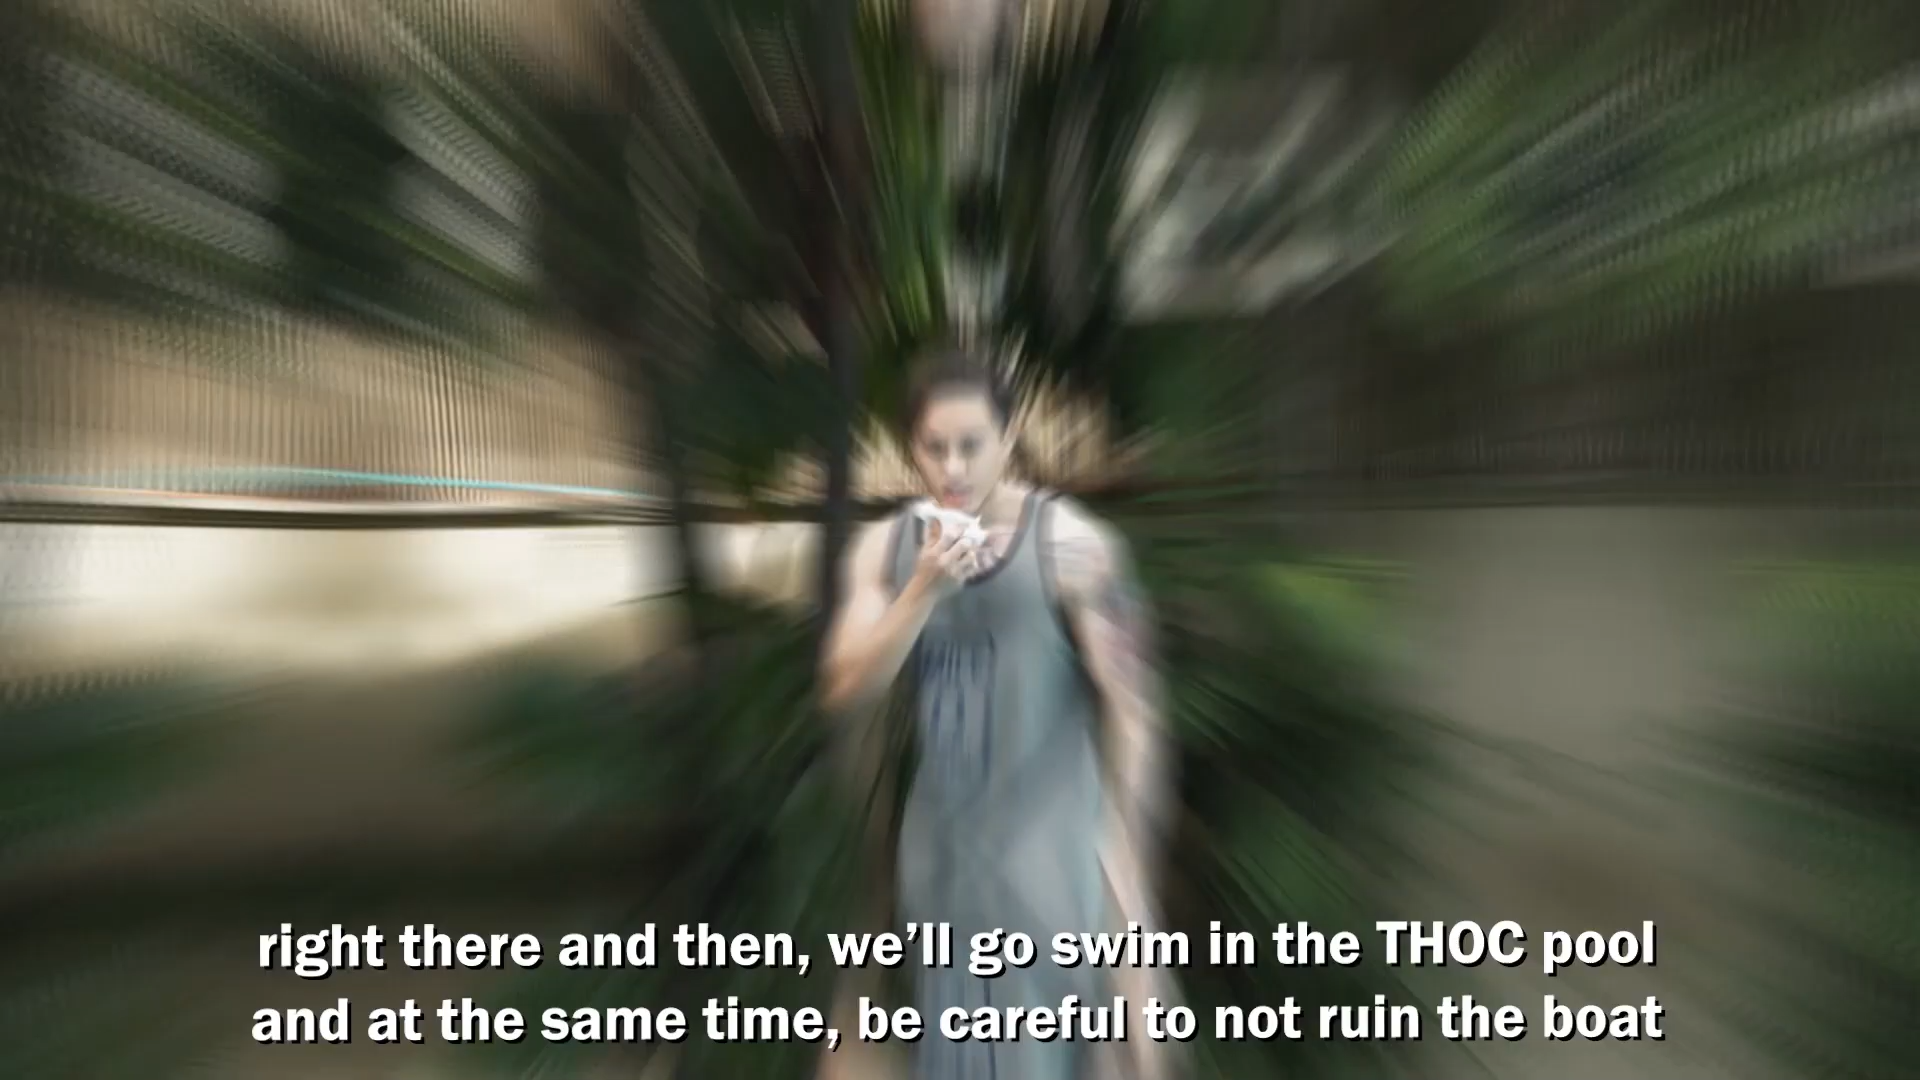 right there and then, we’ll go swim in the THOC pool
and at the same time, be careful to not ruin the boat